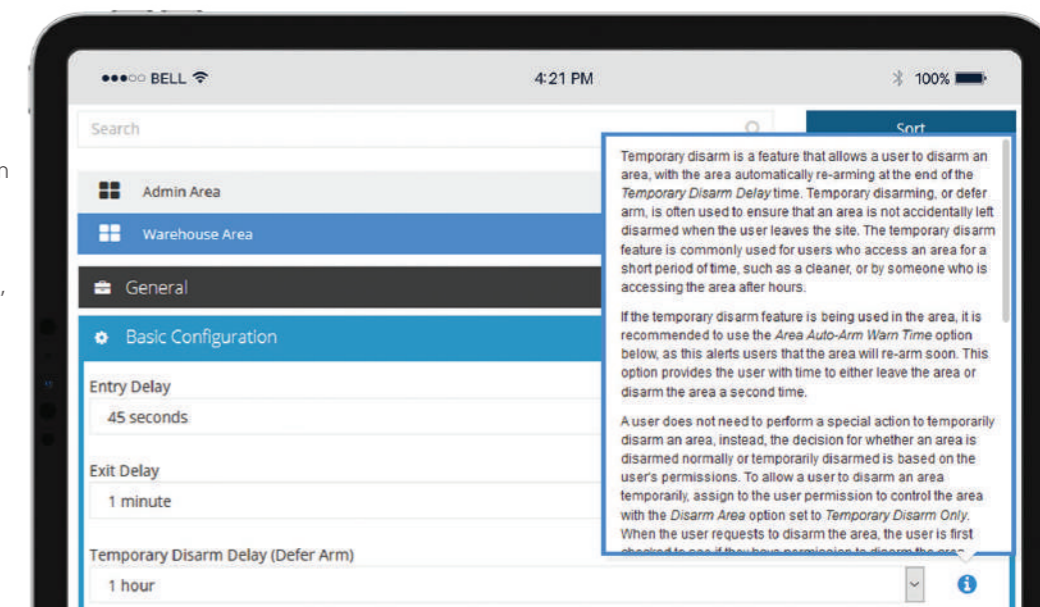 BELL
4:21 PM
100%
Search
Sort
Admin Area
Warehouse Area
General
Basic Configuration
Entry Delay
45 seconds
Exit Delay
1 minute
Temporary Disarm Delay (Defer Arm)
1 hour
Temporary disarm is a feature that allows a user to disarm an
area, with the area automatically re-arming at the end of the
Temporary Disarm Delay time. Temporary disarming, or defer
arm, is often used to ensure that an area is not accidentally left
disarmed when the user leaves the site. The temporary disarm
feature is commonly used for users who access an area for a
short period of time, such as a cleaner, or by someone who is
accessing the area after hours.
If the temporary disarm feature is being used in the area, it is
recommended to use the Area Auto-Arm Warn Time option
below, as this alerts users that the area will re-arm soon. This
option provides the user with time to either leave the area or
disarm the area a second time.
A user does not need to perform a special action to temporarily
disarm an area, instead, the decision for whether an area is
disarmed normally or temporarily disarmed is based on the
user's permissions. To allow a user to disarm an area
temporarily, assign to the user permission to control the area
with the Disarm Area option set to Temporary Disarm Only.
When the user requests to disarm the area, the user is first
checked to see if they have permission to disarm the area